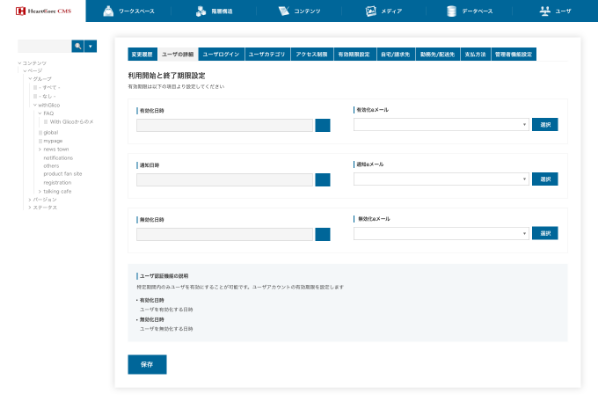 HeartCore CMS
ワークスペース
階層構造
コンテンツ
メディア
データベース
ユーザ
コンテンツ
ページ
グループ
- すべて -
- なし -
withGlico
FAQ
With Glicoからのメ
global
mypage
news town
notifications
others
product fan site
registration
talking cafe
バージョン
ステータス
変更履歴
ユーザの詳細
ユーザログイン
ユーザカテゴリ
アクセス制限
有効期限設定
自宅/請求先
勤務先/配送先
支払方法
管理者機能設定
利用開始と終了期限設定
有効期限は以下の項目より設定してください
有効化日時
有効化eメール
選択
通知日時
通知eメール
選択
無効化日時
無効化eメール
選択
ユーザ認証機能の説明
特定期間内のみユーザを有効にすることが可能です。ユーザアカウントの有効期限を設定します
• 有効化日時
ユーザを有効化する日時
• 無効化日時
ユーザを無効化する日時
保存